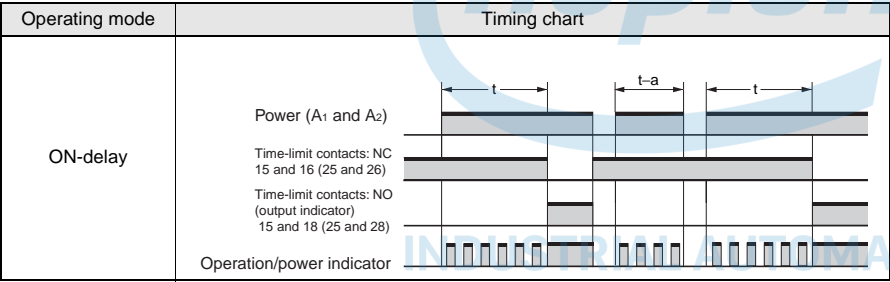 Operating mode
Timing chart
ON-delay
t
t–a
t
Power (A1 and A2)
Time-limit contacts: NC
15 and 16 (25 and 26)
Time-limit contacts: NO
(output indicator)
15 and 18 (25 and 28)
Operation/power indicator
INDUSTRIAL AUTOMA